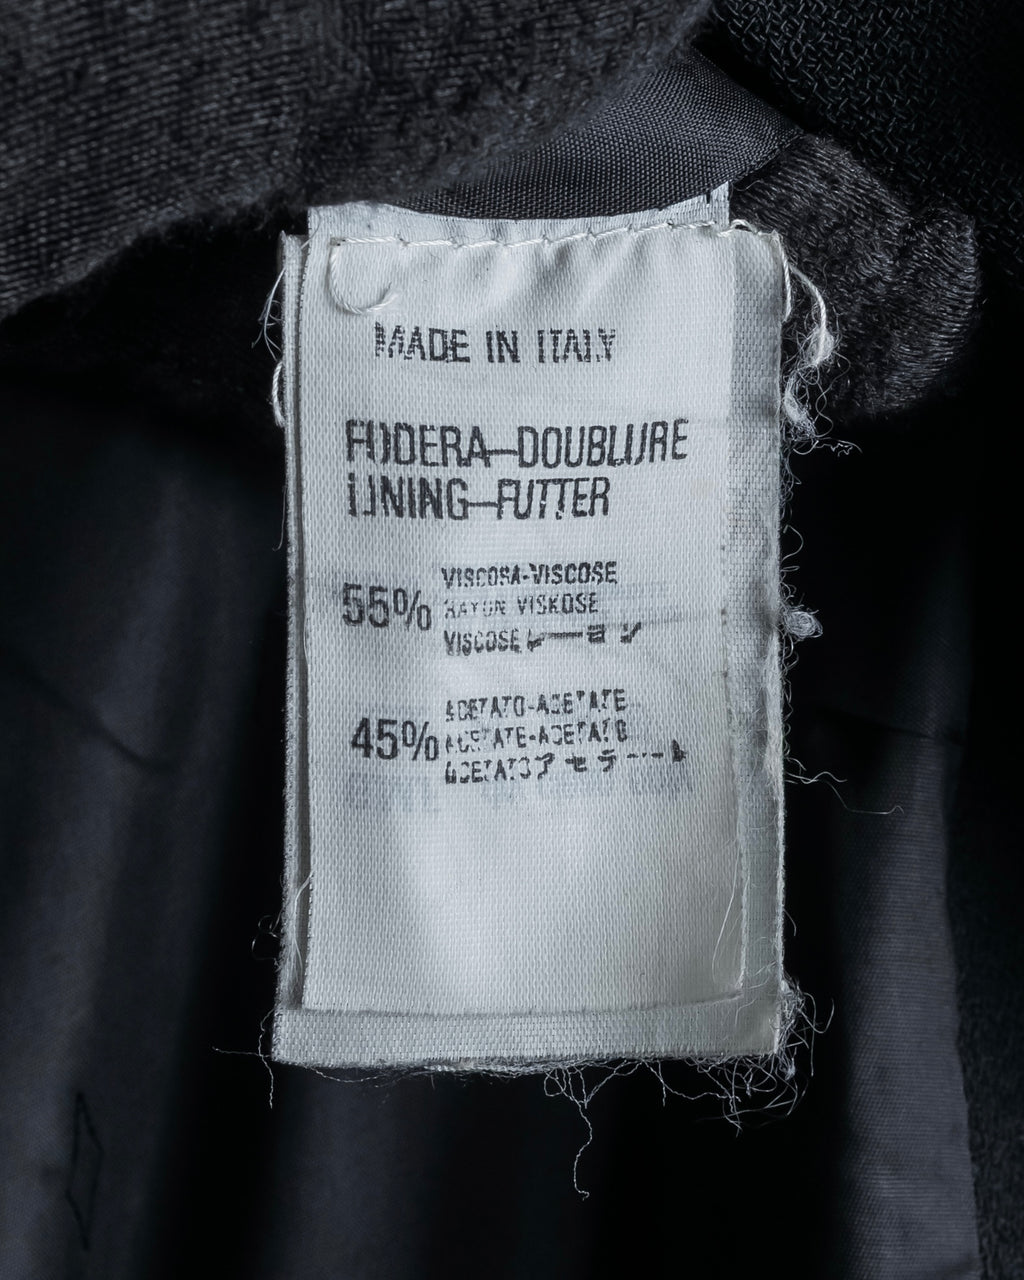 MADE IN ITALY
FODERA-DOUBLURE
LINING-FUTTER
55% VISCOSA-VISCOSE
RAYON VISKOSE
VISCOSE レーヨン
45% ACETATO-ACETATE
ACETATE-ACETATO
ACETATO アセテート